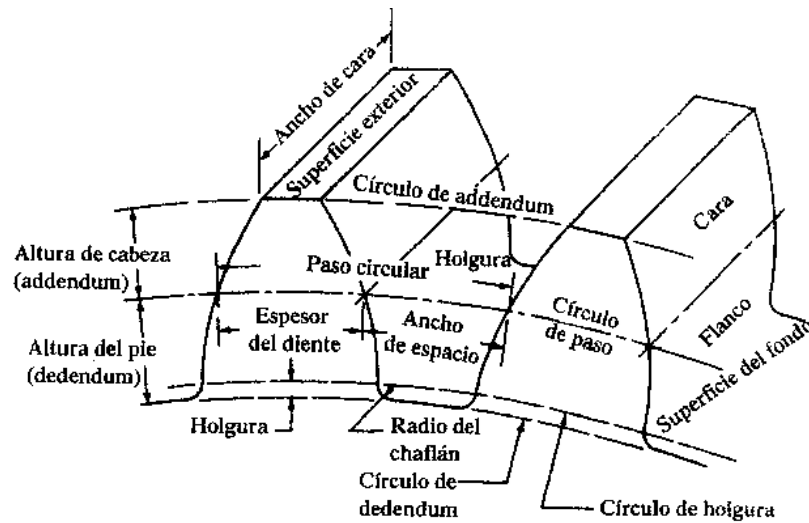 Ancho de cara
Superficie exterior
Círculo de addendum
Cara
Altura de cabeza
(addendum)
Paso circular
Holgura
Espesor
del diente
Ancho
de espacio
Círculo
de paso
Flanco
Altura del pie
(dedendum)
Superficie del fondo
Holgura
Radio del
chaflán
Círculo de
dedendum
Círculo de holgura